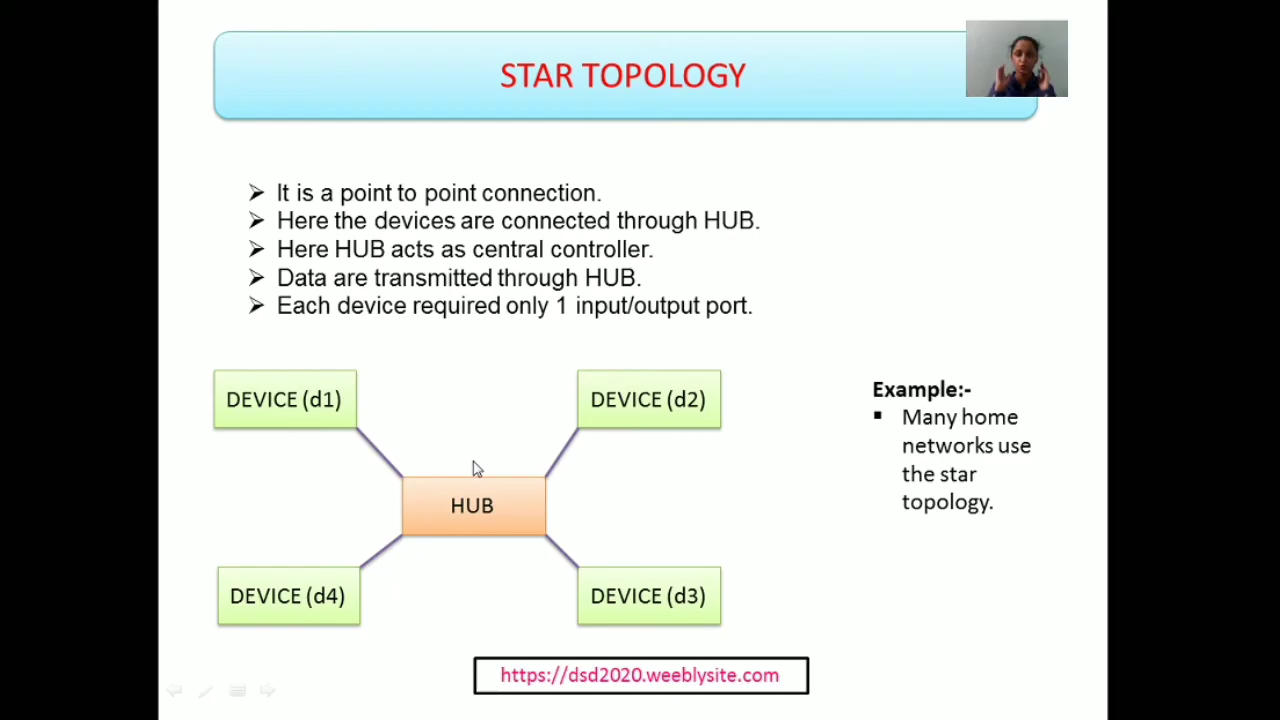 STAR TOPOLOGY
➢ It is a point to point connection.
➢ Here the devices are connected through HUB.
➢ Here HUB acts as central controller.
➢ Data are transmitted through HUB.
➢ Each device required only 1 input/output port.
DEVICE (d1)
DEVICE (d2)
HUB
DEVICE (d4)
DEVICE (d3)
Example:-
▪ Many home
networks use
the star
topology.
https://dsd2020.weeblysite.com